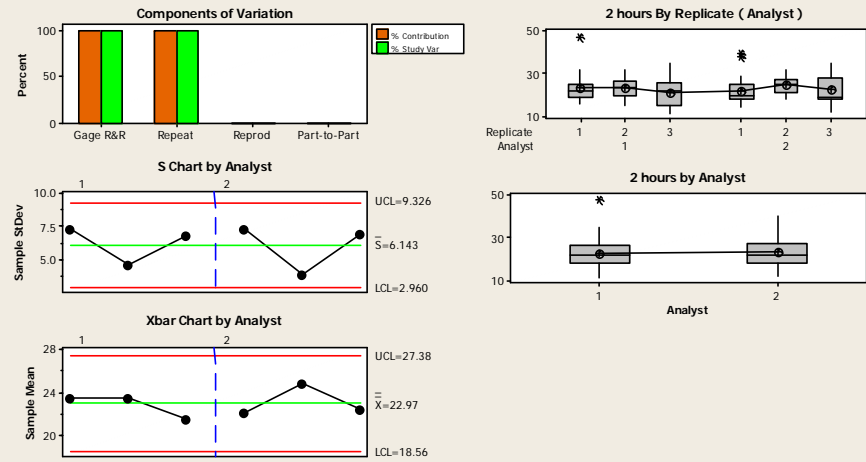 Components of Variation
100
50
0
Percent
Gage R&R Repeat Reprod Part-to-Part
% Contribution
% Study Var
S Chart by Analyst
1 2
10.0
7.5
5.0
Sample StDev
UCL=9.326
S=6.143
LCL=2.960
Xbar Chart by Analyst
1 2
28
24
20
Sample Mean
UCL=27.38
X=22.97
LCL=18.56
2 hours By Replicate ( Analyst )
50
30
10
Replicate 1 2 3 1 2 3
Analyst 1 2
2 hours by Analyst
50
30
10
1 2
Analyst